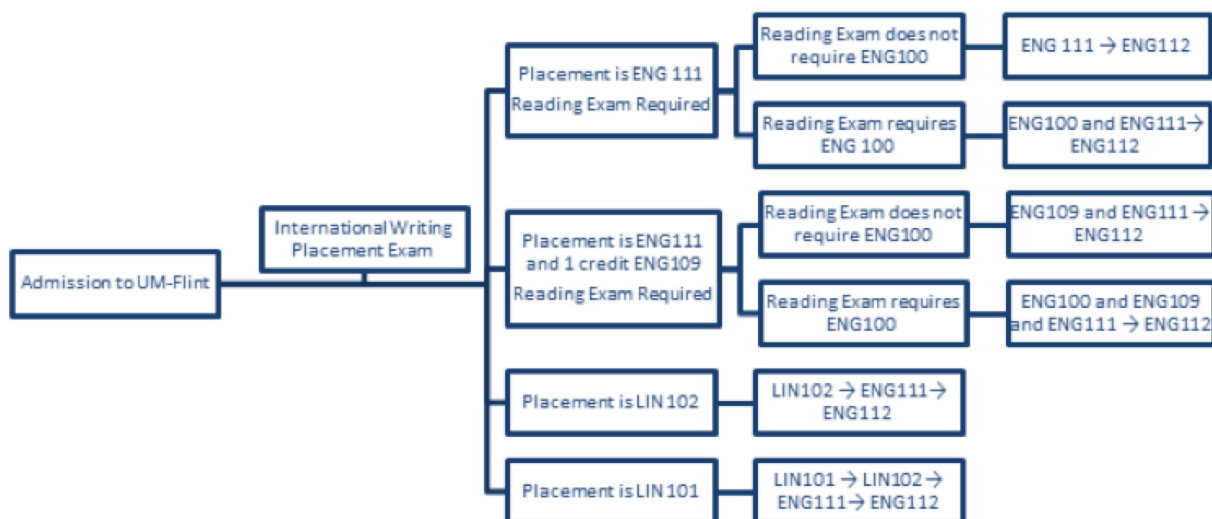 Admission to UM-Flint
International Writing
Placement Exam
Placement is ENG 111
Reading Exam Required
Reading Exam does not
require ENG100
ENG 111 → ENG112
Reading Exam requires
ENG 100
ENG100 and ENG111→
ENG112
Placement is ENG111
and 1 credit ENG109
Reading Exam Required
Reading Exam does not
require ENG100
ENG109 and ENG111 →
ENG112
Reading Exam requires
ENG100
ENG100 and ENG109
and ENG111 → ENG112
Placement is LIN 102
LIN102 → ENG111→
ENG112
Placement is LIN 101
LIN101 → LIN102 →
ENG111→ ENG112